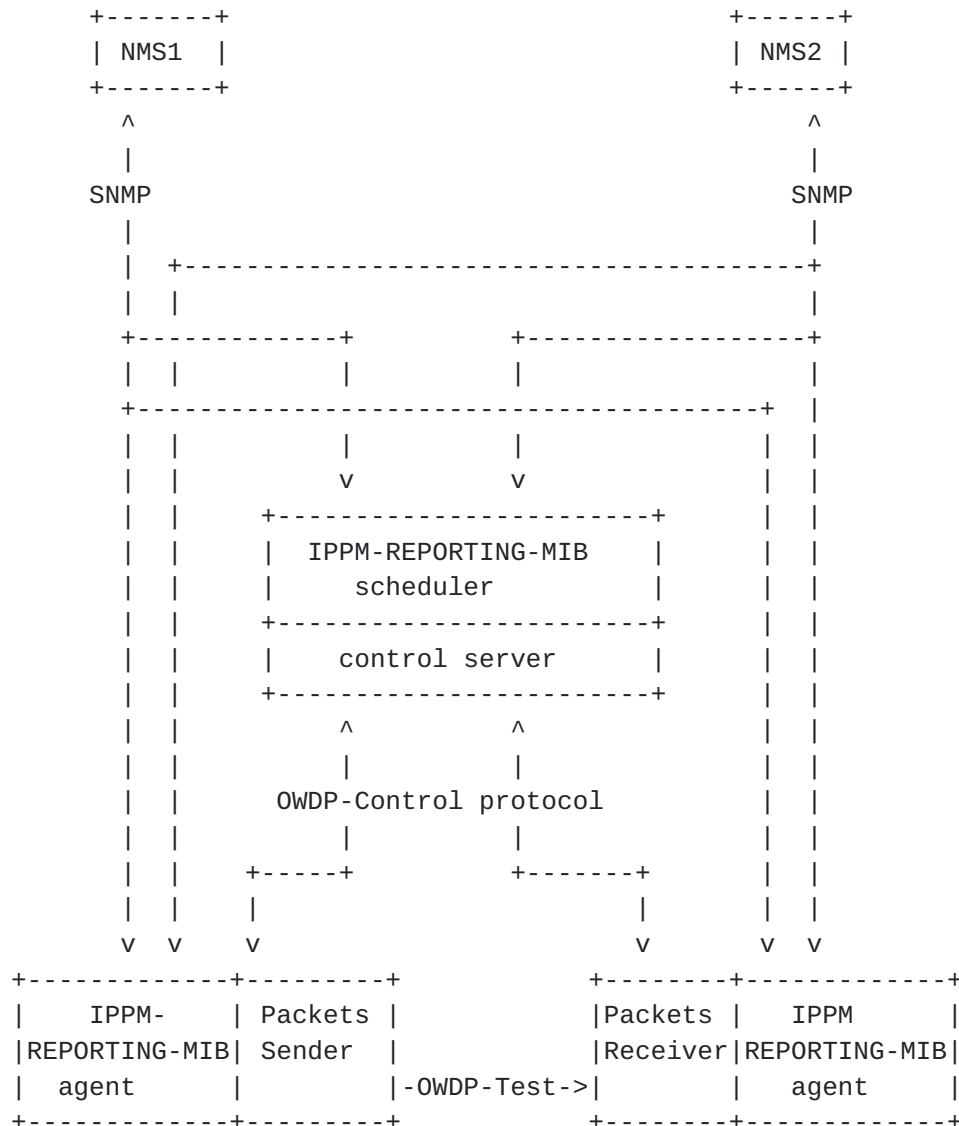 NMS1 NMS2
SNMP SNMP
IPPM-REPORTING-MIB
scheduler
control server
OWDP-Control protocol
IPPM- Packets Packets IPPM
REPORTING-MIB Sender Receiver REPORTING-MIB
agent -OWDP-Test-> agent